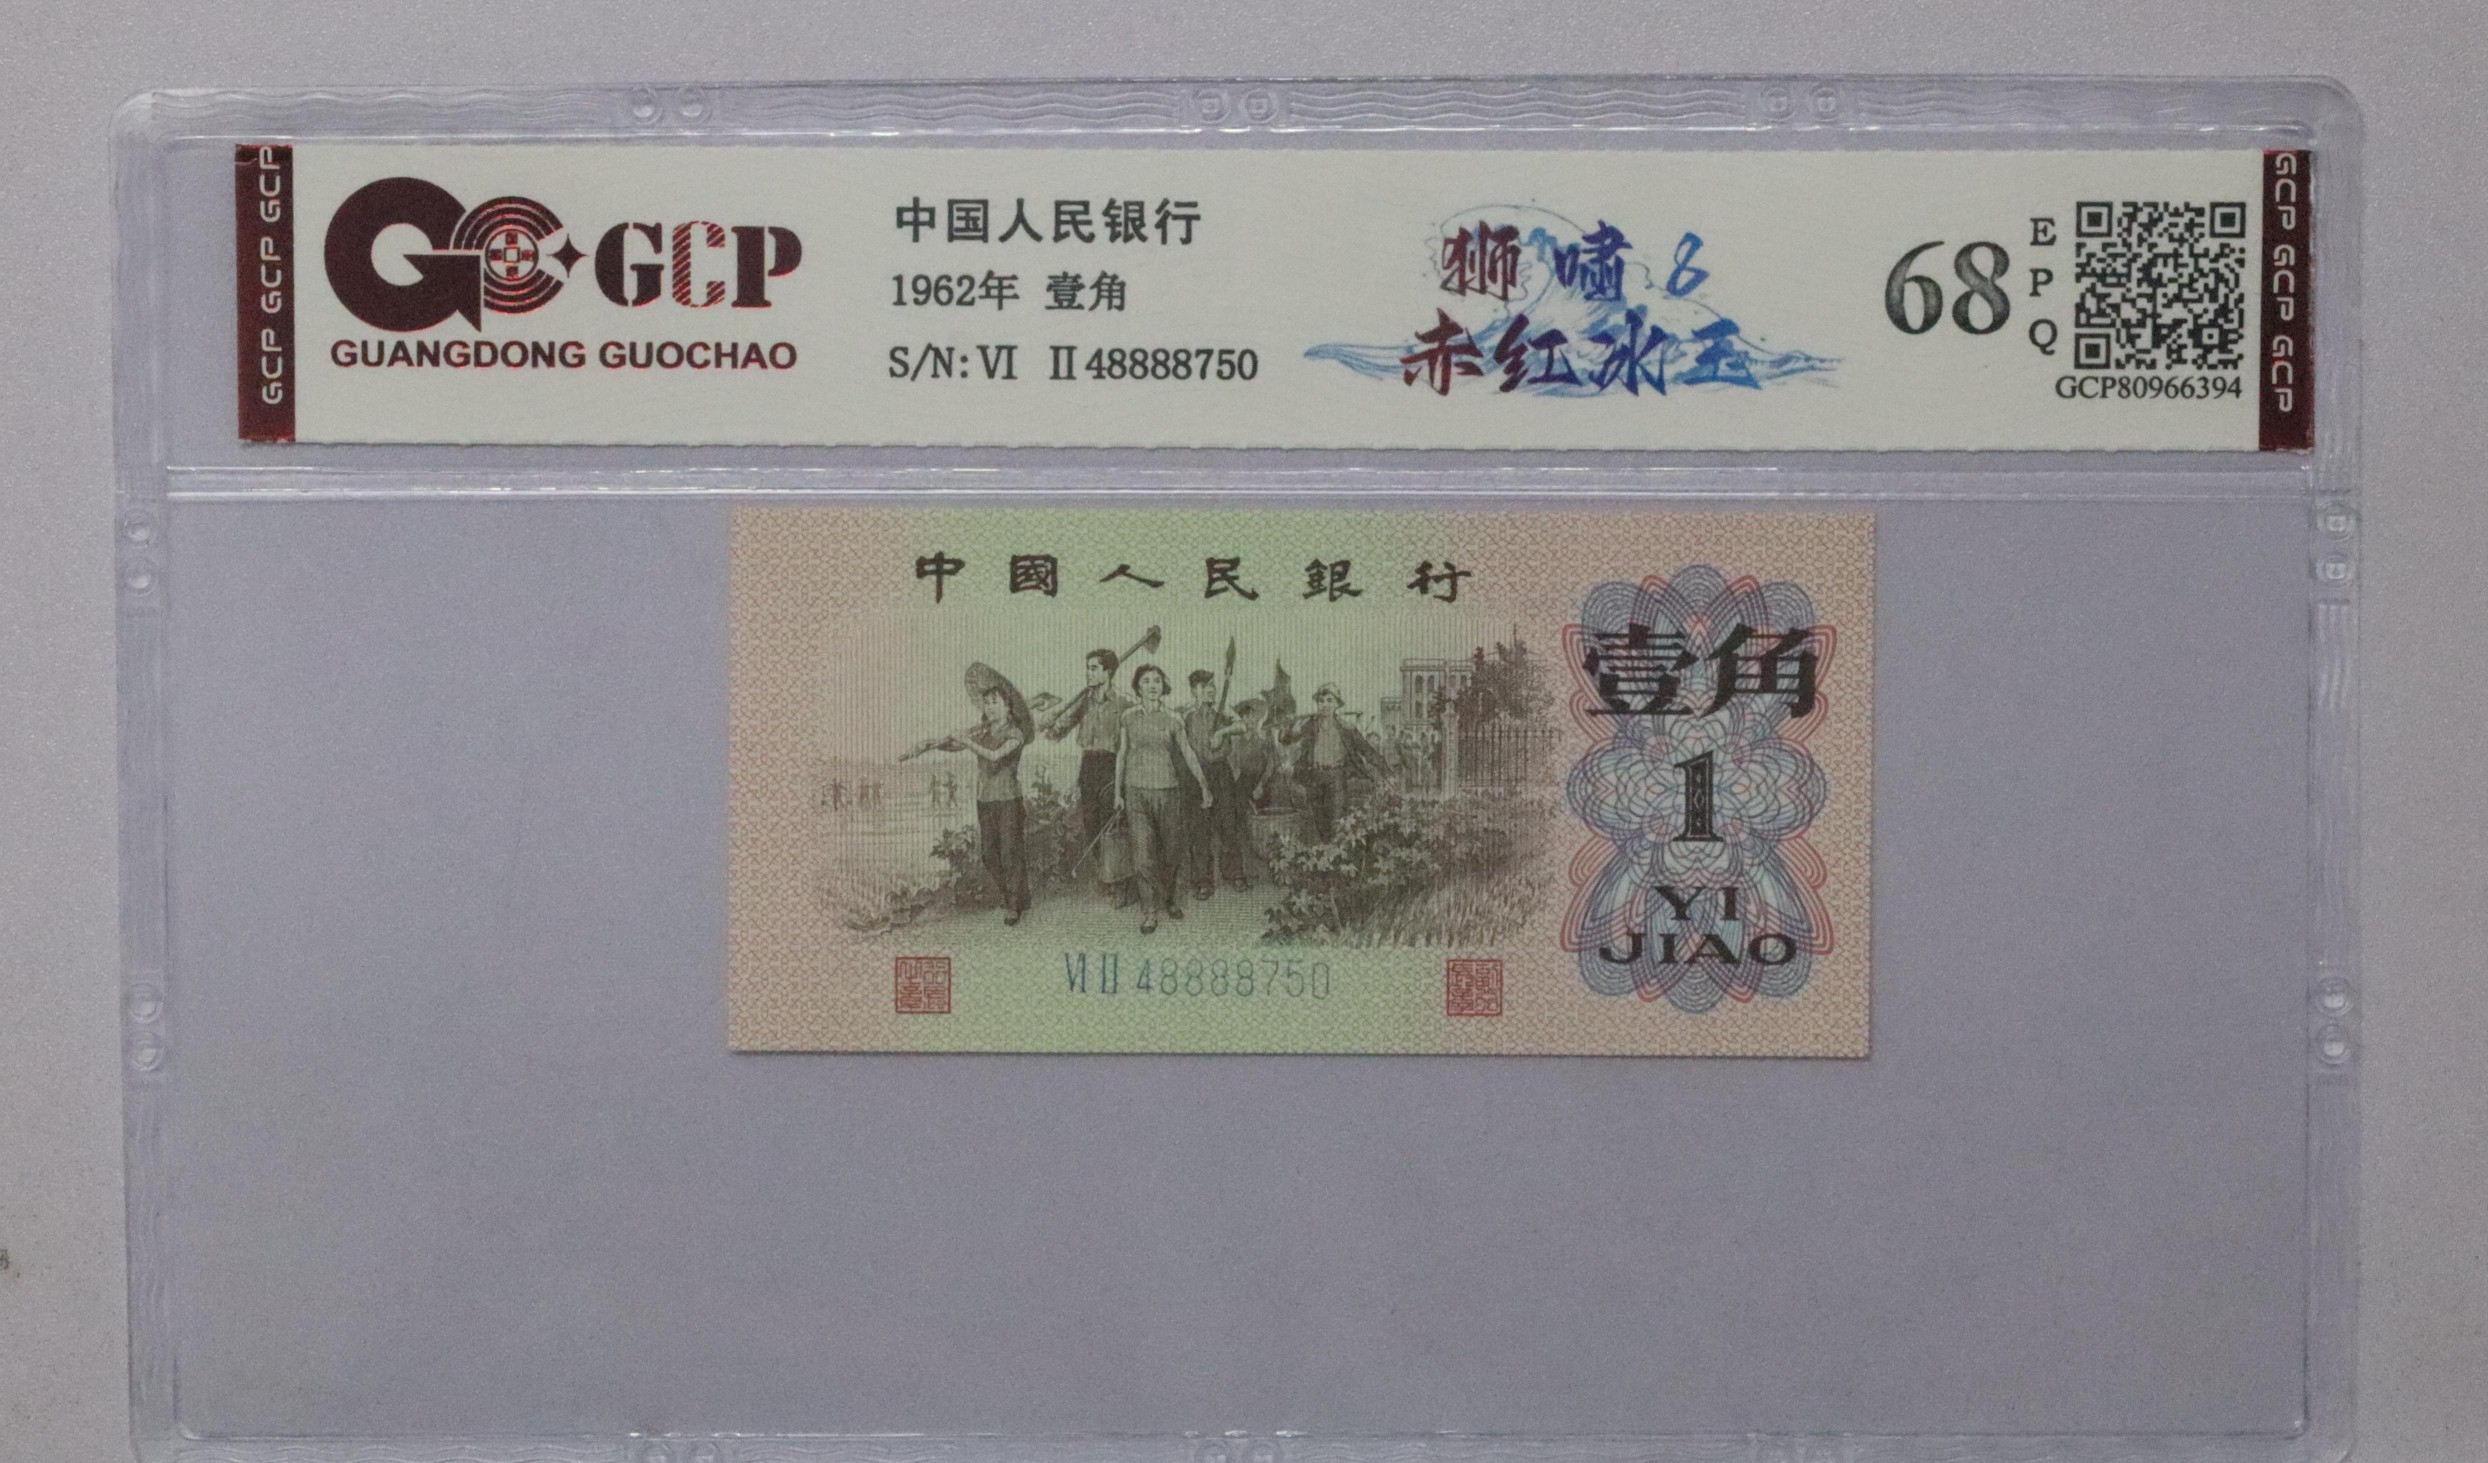 GCP GCP GCP
GCP
GUANGDONG GUOCHAO
中国人民银行
1962年 壹角
S/N: VI II 48888750
狮啸8
赤红冰玉
68
EPQ
GCP80966394
GCP GCP GCP
中國人民銀行
壹角
1
YI
JIAO
VI II 48888750